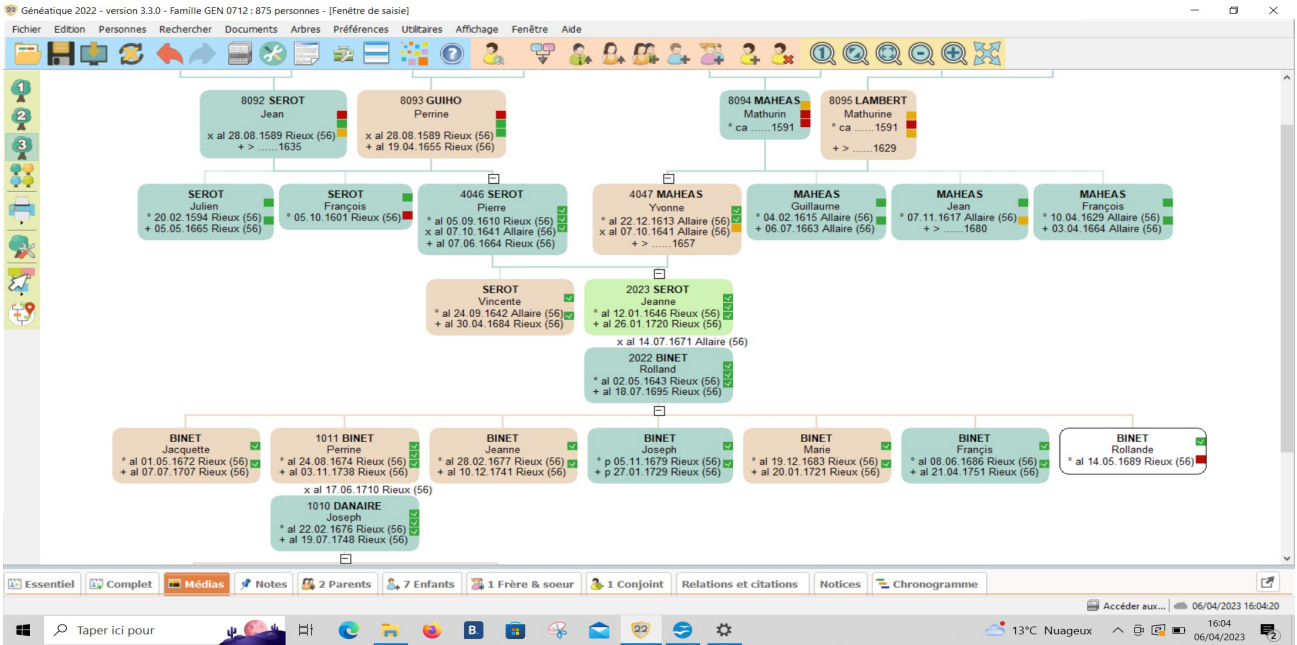 Généatique 2022 - version 3.3.0 - Famille GEN 0712 : 875 personnes - [Fenêtre de saisie]
Fichier Edition Personnes Rechercher Documents Arbres Préférences Utilitaires Affichage Fenêtre Aide
8092 SEROT
Jean
x al 28.08.1589 Rieux (56)
+ > ......1635
8093 GUIHO
Perrine
x al 28.08.1589 Rieux (56)
+ al 19.04.1655 Rieux (56)
8094 MAHEAS
Mathurin
° ca ......1591
8095 LAMBERT
Mathurine
° ca ......1591
+ > ......1629
SEROT
Julien
° 20.02.1594 Rieux (56)
+ 05.05.1665 Rieux (56)
SEROT
François
° 05.10.1601 Rieux (56)
4046 SEROT
Pierre
° al 05.09.1610 Rieux (56)
x al 07.10.1641 Allaire (56)
+ al 07.06.1664 Rieux (56)
4047 MAHEAS
Yvonne
° al 22.12.1613 Allaire (56)
x al 07.10.1641 Allaire (56)
+ > ......1657
MAHEAS
Guillaume
° 04.02.1615 Allaire (56)
+ 06.07.1663 Allaire (56)
MAHEAS
Jean
° 07.11.1617 Allaire (56)
+ > ......1680
MAHEAS
François
° 10.04.1629 Allaire (56)
+ 03.04.1664 Allaire (56)
SEROT
Vincente
° al 24.09.1642 Allaire (56)
+ al 30.04.1684 Rieux (56)
2023 SEROT
Jeanne
° al 12.01.1646 Rieux (56)
+ al 26.01.1720 Rieux (56)
x al 14.07.1671 Allaire (56)
2022 BINET
Rolland
° al 02.05.1643 Rieux (56)
+ al 18.07.1695 Rieux (56)
BINET
Jacquette
° al 01.05.1672 Rieux (56)
+ al 07.07.1707 Rieux (56)
1011 BINET
Perrine
° al 24.08.1674 Rieux (56)
+ al 03.11.1738 Rieux (56)
BINET
Jeanne
° al 28.02.1677 Rieux (56)
+ al 10.12.1741 Rieux (56)
BINET
Joseph
° p 05.11.1679 Rieux (56)
+ p 27.01.1729 Rieux (56)
BINET
Marie
° al 19.12.1683 Rieux (56)
+ al 20.01.1721 Rieux (56)
BINET
Françis
° al 08.06.1686 Rieux (56)
+ al 21.04.1751 Rieux (56)
BINET
Rollande
° al 14.05.1689 Rieux (56)
x al 17.06.1710 Rieux (56)
1010 DANAIRE
Joseph
° al 22.02.1676 Rieux (56)
+ al 19.07.1748 Rieux (56)
Essentiel Complet Médias Notes 2 Parents 7 Enfants 1 Frère & soeur 1 Conjoint Relations et citations Notices Chronogramme
Accéder aux... 06/04/2023 16:04:20
Taper ici pour 13°C Nuageux 16:04
06/04/2023